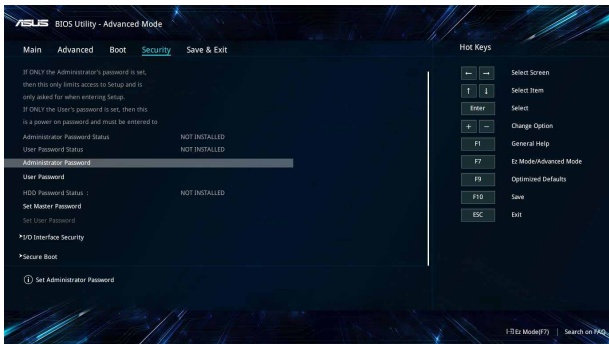 ASUS BIOS Utility - Advanced Mode
Main Advanced Boot Security Save & Exit
If ONLY the Administrator's password is set,
then this only limits access to Setup and is
only asked for when entering Setup.
If ONLY the User's password is set, then this
is a power on password and must be entered to
Administrator Password Status NOT INSTALLED
User Password Status NOT INSTALLED
Administrator Password
User Password
HDD Password Status : NOT INSTALLED
Set Master Password
Set User Password
>I/O Interface Security
>Secure Boot
Set Administrator Password
Hot Keys
← → Select Screen
↑ ↓ Select Item
Enter Select
+ − Change Option
F1 General Help
F7 Ez Mode/Advanced Mode
F9 Optimized Defaults
F10 Save
ESC Exit
Ez Mode(F7) | Search on FAQ